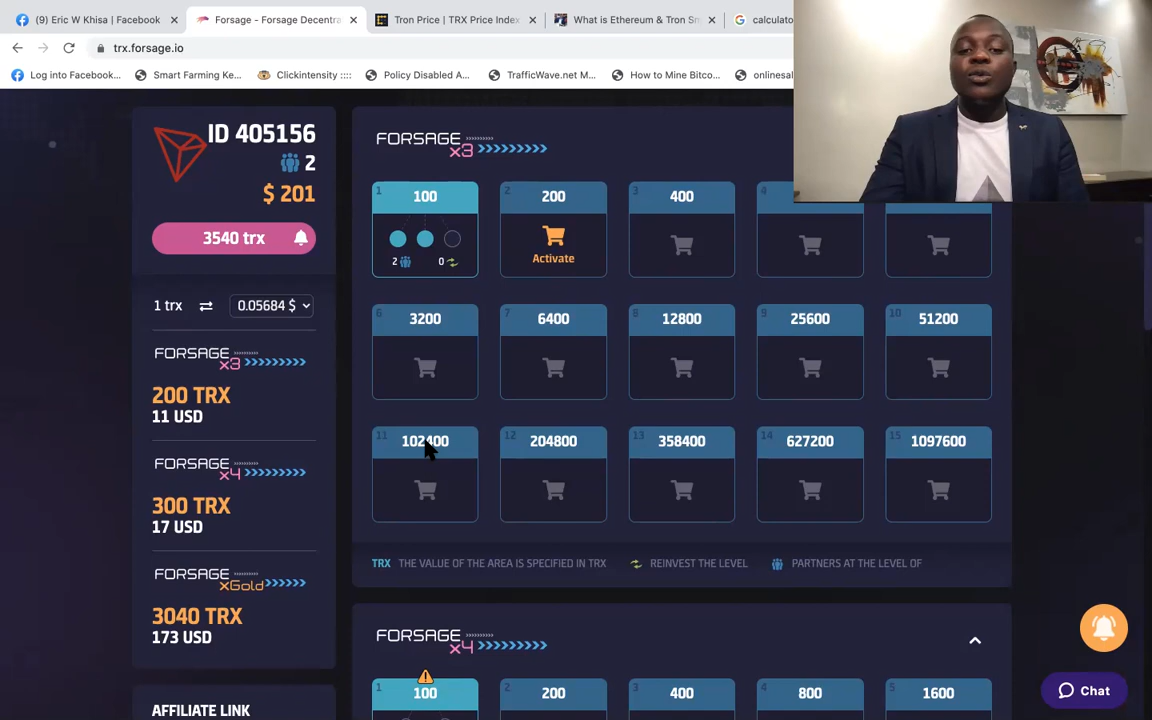 (9) Eric W Khisa | Facebook
Forsage - Forsage Decentra
Tron Price | TRX Price Index
What is Ethereum & Tron Sm
calculato
trx.forsage.io
Log into Facebook...
Smart Farming Ke...
Clickintensity ::::
Policy Disabled A...
TrafficWave.net M...
How to Mine Bitco...
onlinesal
ID 405156
2
$ 201
3540 trx
1 trx 0.05684 $
FORSAGE x3
200 TRX
11 USD
FORSAGE x4
300 TRX
17 USD
FORSAGE xGold
3040 TRX
173 USD
AFFILIATE LINK
FORSAGE x3
1 100
2 200
3 400
2 0
Activate
6 3200
7 6400
8 12800
9 25600
10 51200
11 102400
12 204800
13 358400
14 627200
15 1097600
TRX THE VALUE OF THE AREA IS SPECIFIED IN TRX
REINVEST THE LEVEL
PARTNERS AT THE LEVEL OF
FORSAGE x4
1 100
2 200
3 400
4 800
5 1600
Chat